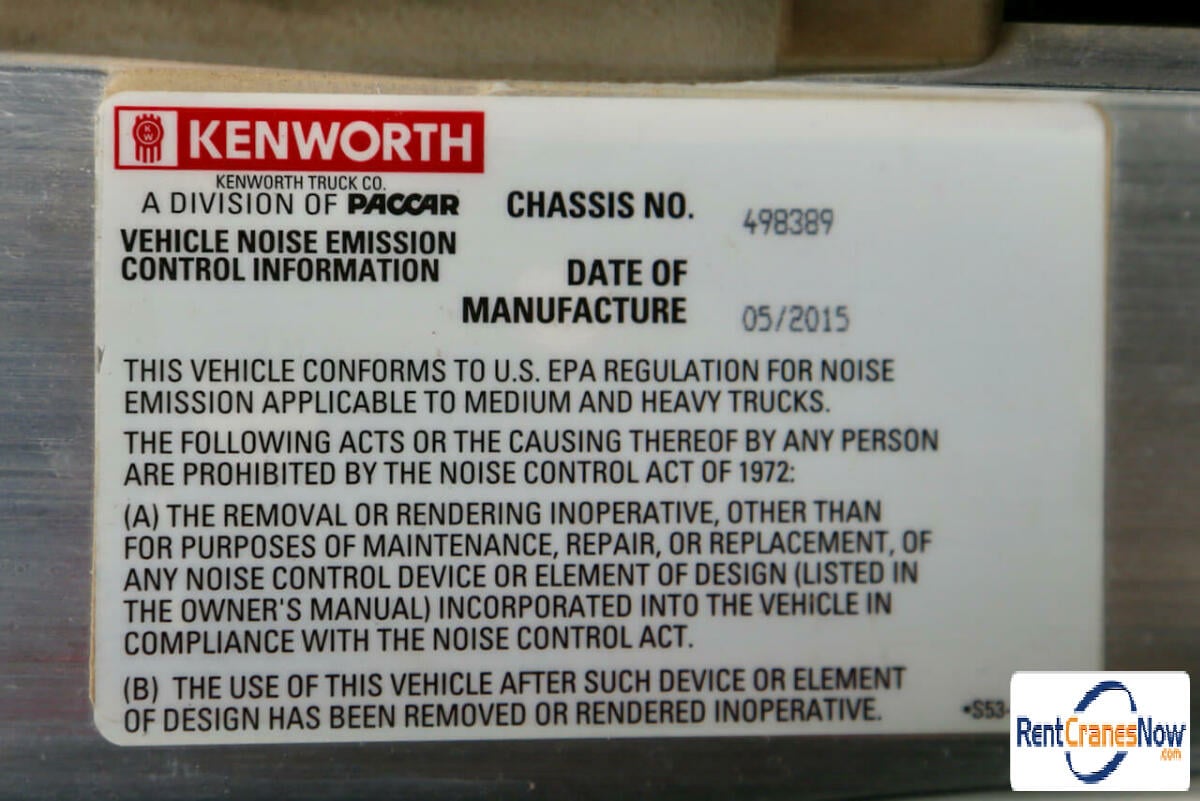 KW
KENWORTH
KENWORTH TRUCK CO.
A DIVISION OF PACCAR
VEHICLE NOISE EMISSION
CONTROL INFORMATION
CHASSIS NO. 498389
DATE OF
MANUFACTURE 05/2015
THIS VEHICLE CONFORMS TO U.S. EPA REGULATION FOR NOISE
EMISSION APPLICABLE TO MEDIUM AND HEAVY TRUCKS.
THE FOLLOWING ACTS OR THE CAUSING THEREOF BY ANY PERSON
ARE PROHIBITED BY THE NOISE CONTROL ACT OF 1972:
(A) THE REMOVAL OR RENDERING INOPERATIVE, OTHER THAN
FOR PURPOSES OF MAINTENANCE, REPAIR, OR REPLACEMENT, OF
ANY NOISE CONTROL DEVICE OR ELEMENT OF DESIGN (LISTED IN
THE OWNER'S MANUAL) INCORPORATED INTO THE VEHICLE IN
COMPLIANCE WITH THE NOISE CONTROL ACT.
(B) THE USE OF THIS VEHICLE AFTER SUCH DEVICE OR ELEMENT
OF DESIGN HAS BEEN REMOVED OR RENDERED INOPERATIVE.
•S53-
RentCranesNow
.com